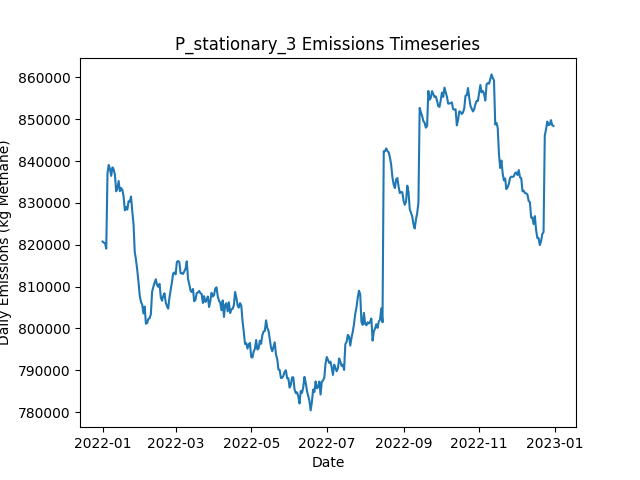 P_stationary_3 Emissions Timeseries
860000
850000
840000
830000
820000
810000
800000
790000
780000
Daily Emissions (kg Methane)
2022-01 2022-03 2022-05 2022-07 2022-09 2022-11 2023-01
Date